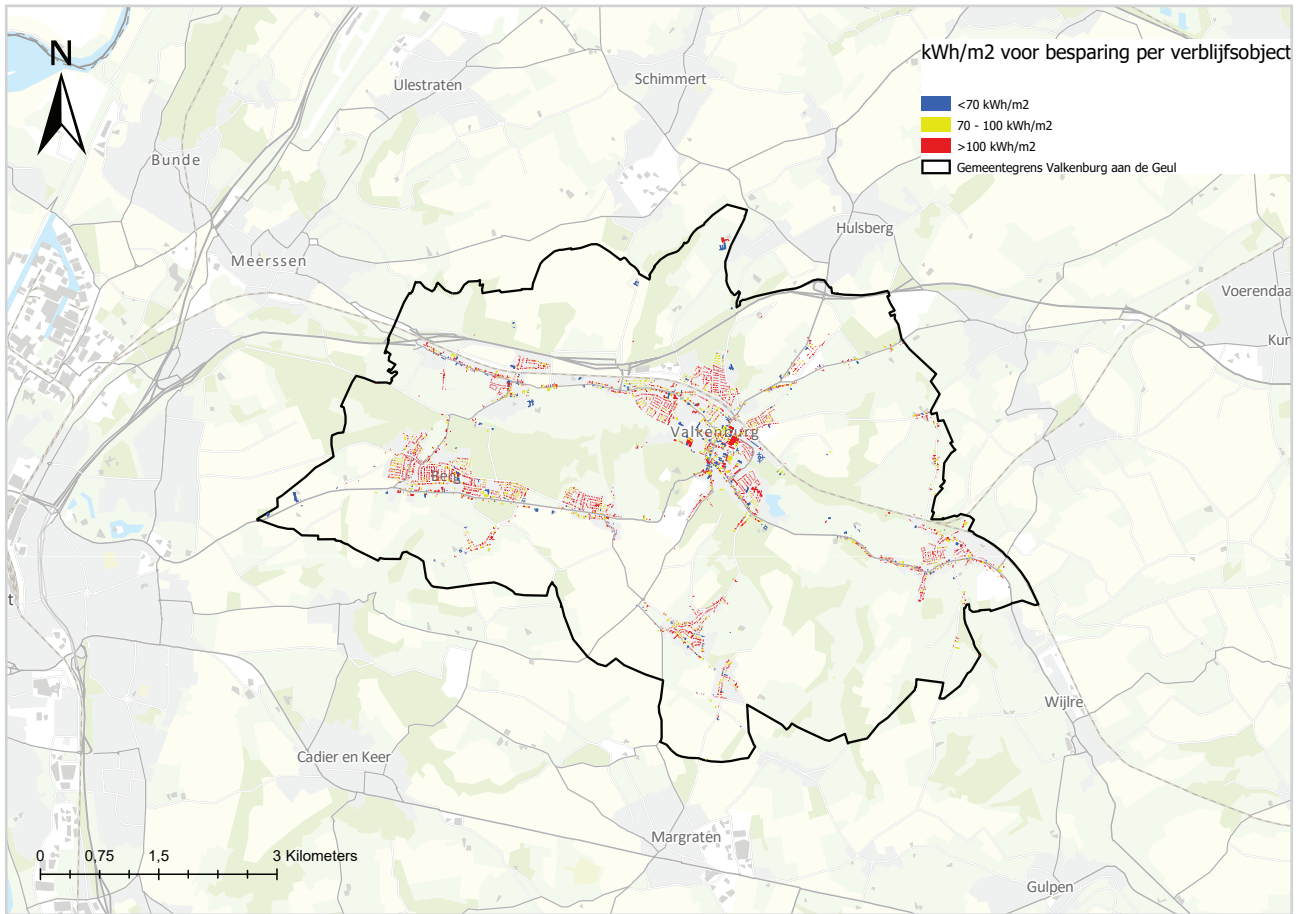 kWh/m2 voor besparing per verblijfsobject
<70 kWh/m2
70 - 100 kWh/m2
>100 kWh/m2
Gemeentegrens Valkenburg aan de Geul
N
Schimmert
Ulestraten
Bunde
Hulsberg
Meerssen
Voerendaa
Kun
Valkenburg
Berg
t
Wijlre
Cadier en Keer
Margraten
Gulpen
0 0,75 1,5 3 Kilometers